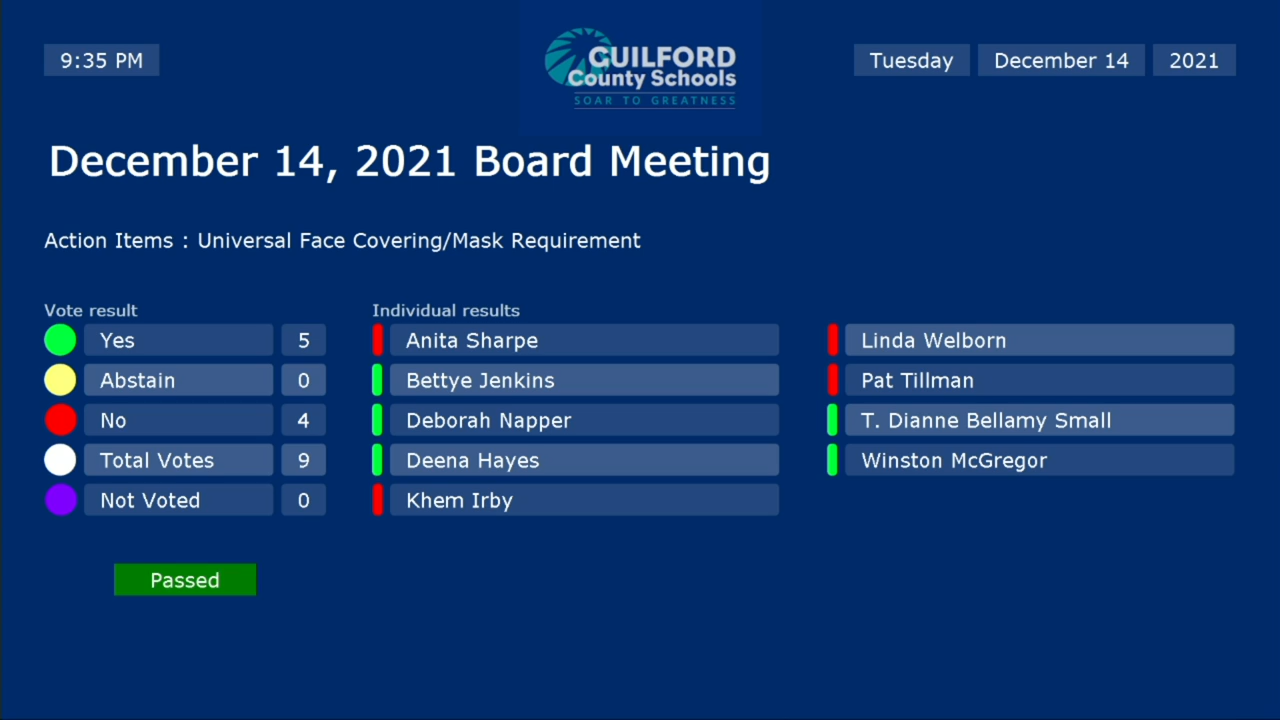 9:35 PM
GUILFORD
County Schools
SOAR TO GREATNESS
Tuesday December 14 2021
December 14, 2021 Board Meeting
Action Items : Universal Face Covering/Mask Requirement
Vote result
Yes 5
Abstain 0
No 4
Total Votes 9
Not Voted 0
Passed
Individual results
Anita Sharpe
Bettye Jenkins
Deborah Napper
Deena Hayes
Khem Irby
Linda Welborn
Pat Tillman
T. Dianne Bellamy Small
Winston McGregor